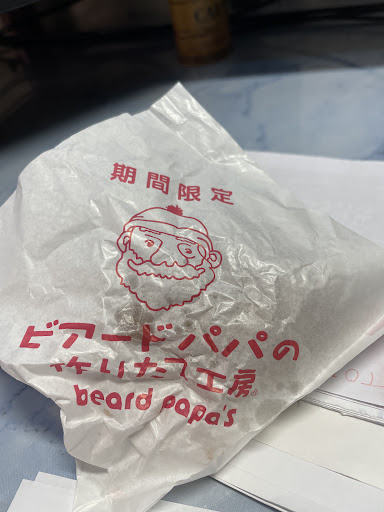 期間限定
ビアードパパの
作りたて工房
beard papa's